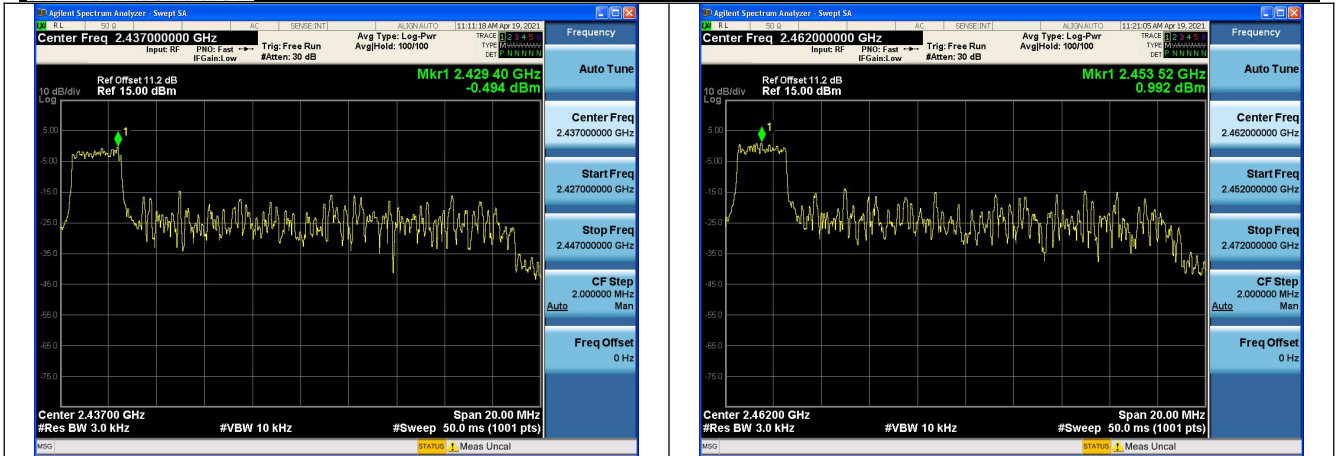 Agilent Spectrum Analyzer - Swept SA
RL 50 Ω AC SENSE:INT ALIGN AUTO 11:11:18 AM Apr 19, 2021
Center Freq 2.437000000 GHz
Input: RF PNO: Fast
IFGain:Low
Trig: Free Run
#Atten: 30 dB
Avg Type: Log-Pwr
Avg|Hold: 100/100
TRACE 1 2 3 4 5 6
TYPE M
DET P N N N N N
Frequency
Mkr1 2.429 40 GHz
-0.494 dBm
Ref Offset 11.2 dB
10 dB/div Ref 15.00 dBm
Log
1
5.00
-5.00
-15.0
-25.0
-35.0
-45.0
-55.0
-65.0
-75.0
Center 2.43700 GHz Span 20.00 MHz
#Res BW 3.0 kHz #VBW 10 kHz #Sweep 50.0 ms (1001 pts)
MSG STATUS Meas Uncal
Auto Tune
Center Freq
2.437000000 GHz
Start Freq
2.427000000 GHz
Stop Freq
2.447000000 GHz
CF Step
2.000000 MHz
Auto Man
Freq Offset
0 Hz
Agilent Spectrum Analyzer - Swept SA
RL 50 Ω AC SENSE:INT ALIGN AUTO 11:21:05 AM Apr 19, 2021
Center Freq 2.462000000 GHz
Input: RF PNO: Fast
IFGain:Low
Trig: Free Run
#Atten: 30 dB
Avg Type: Log-Pwr
Avg|Hold: 100/100
TRACE 1 2 3 4 5 6
TYPE M
DET P N N N N N
Frequency
Mkr1 2.453 52 GHz
0.992 dBm
Ref Offset 11.2 dB
10 dB/div Ref 15.00 dBm
Log
1
5.00
-5.00
-15.0
-25.0
-35.0
-45.0
-55.0
-65.0
-75.0
Center 2.46200 GHz Span 20.00 MHz
#Res BW 3.0 kHz #VBW 10 kHz #Sweep 50.0 ms (1001 pts)
MSG STATUS Meas Uncal
Auto Tune
Center Freq
2.462000000 GHz
Start Freq
2.452000000 GHz
Stop Freq
2.472000000 GHz
CF Step
2.000000 MHz
Auto Man
Freq Offset
0 Hz